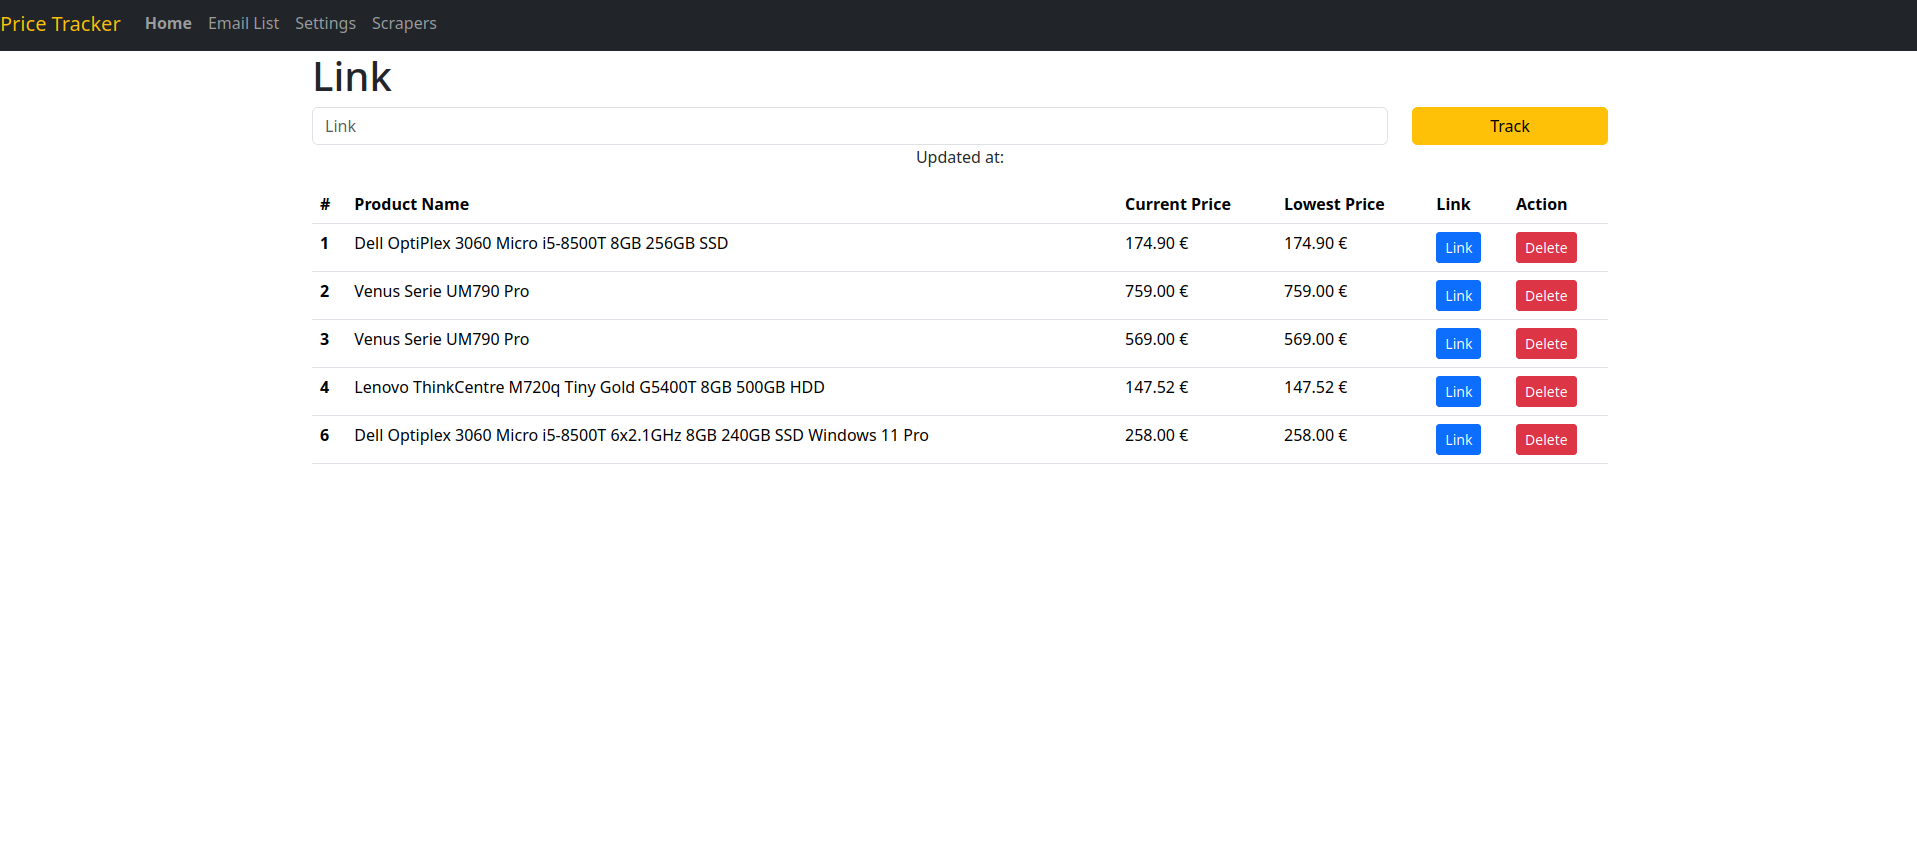 Price Tracker Home Email List Settings Scrapers
Link
Link Track
Updated at:
# Product Name Current Price Lowest Price Link Action
1 Dell OptiPlex 3060 Micro i5-8500T 8GB 256GB SSD 174.90 € 174.90 € Link Delete
2 Venus Serie UM790 Pro 759.00 € 759.00 € Link Delete
3 Venus Serie UM790 Pro 569.00 € 569.00 € Link Delete
4 Lenovo ThinkCentre M720q Tiny Gold G5400T 8GB 500GB HDD 147.52 € 147.52 € Link Delete
6 Dell Optiplex 3060 Micro i5-8500T 6x2.1GHz 8GB 240GB SSD Windows 11 Pro 258.00 € 258.00 € Link Delete